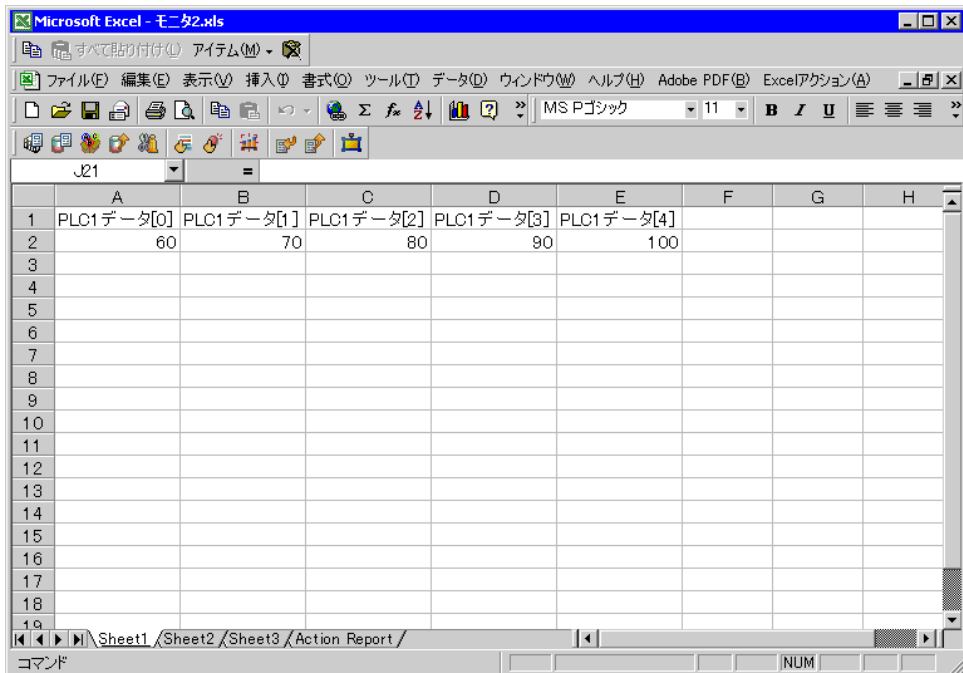 Microsoft Excel - モニタ2.xls
すべて貼り付け(L) アイテム(M)
ファイル(F) 編集(E) 表示(V) 挿入(I) 書式(O) ツール(T) データ(D) ウィンドウ(W) ヘルプ(H) Adobe PDF(B) Excelアクション(A)
MS Pゴシック 11 B I U
J21 =
A B C D E F G H
1 PLC1データ[0] PLC1データ[1] PLC1データ[2] PLC1データ[3] PLC1データ[4]
2 60 70 80 90 100
3
4
5
6
7
8
9
10
11
12
13
14
15
16
17
18
19
Sheet1 Sheet2 Sheet3 Action Report
コマンド NUM